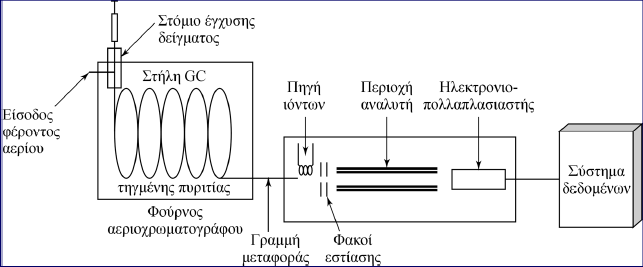 Στόμιο έγχυσης
δείγματος
Στήλη GC
Είσοδος
φέροντος
αερίου
τηγμένης πυριτίας
Φούρνος
αεριοχρωματογράφου
Πηγή
ιόντων
Περιοχή
αναλυτή
Ηλεκτρονιο-
πολλαπλασιαστής
Γραμμή
μεταφοράς
Φακοί
εστίασης
Σύστημα
δεδομένων